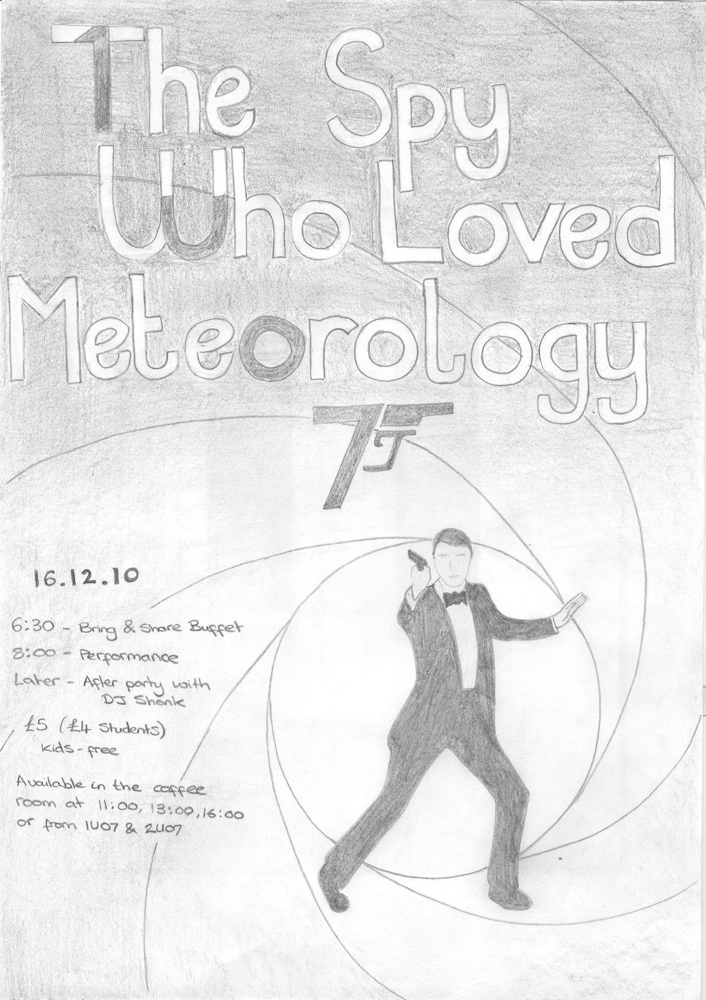 The Spy
Who Loved
Meteorology
7
16.12.10
6:30 - Bring & Share Buffet
8:00 - Performance
Later - After party with
DJ Shonk
£5 (£4 Students)
Kids - free
Available in the coffee
room at 11:00, 13:00, 16:00
or from 1U07 & 2U07